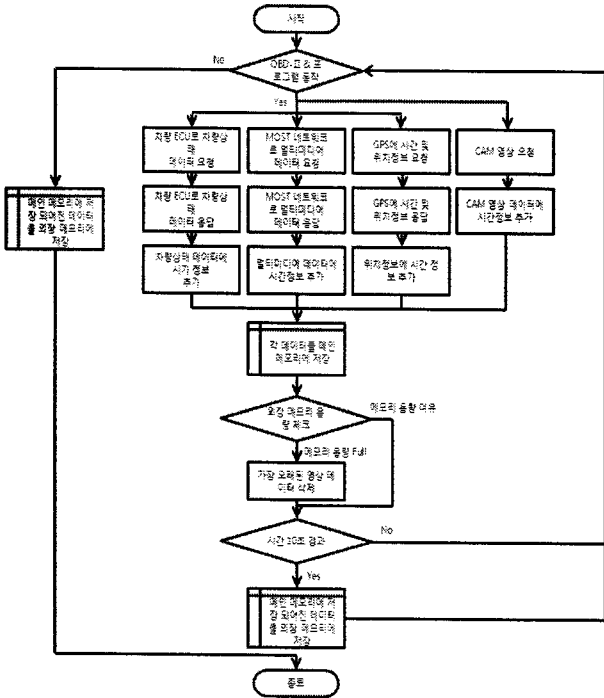 시작
OBD-II & 프
로그램 동작
No
Yes
차량 ECU로 차량상
태
데이터 요청
MOST 네트워크
로 멀티미디어
데이터 요청
GPS에 시간 및
위치정보 요청
CAM 영상 요청
차량 ECU로 차량상
태
데이터 응답
MOST 네트워크
로 멀티미디어
데이터 응답
GPS에 시간 및
위치정보 응답
CAM 영상 데이터에
시간정보 추가
메인 메모리에 저
장 되어진 데이터
를 외장 메모리에
저장
차량상태 데이터에
시간 정보
추가
멀티미디어 데이터에
시간정보 추가
위치정보에 시간 정
보 추가
각 데이터를 메인
메모리에 저장
외장 메모리 용
량 체크
메모리 용량 여유
메모리 용량 Full
가장 오래된 영상 데
이터 삭제
시간 10초 경과
No
Yes
메인 메모리에 저
장 되어진 데이터
를 외장 메모리에
저장
종료